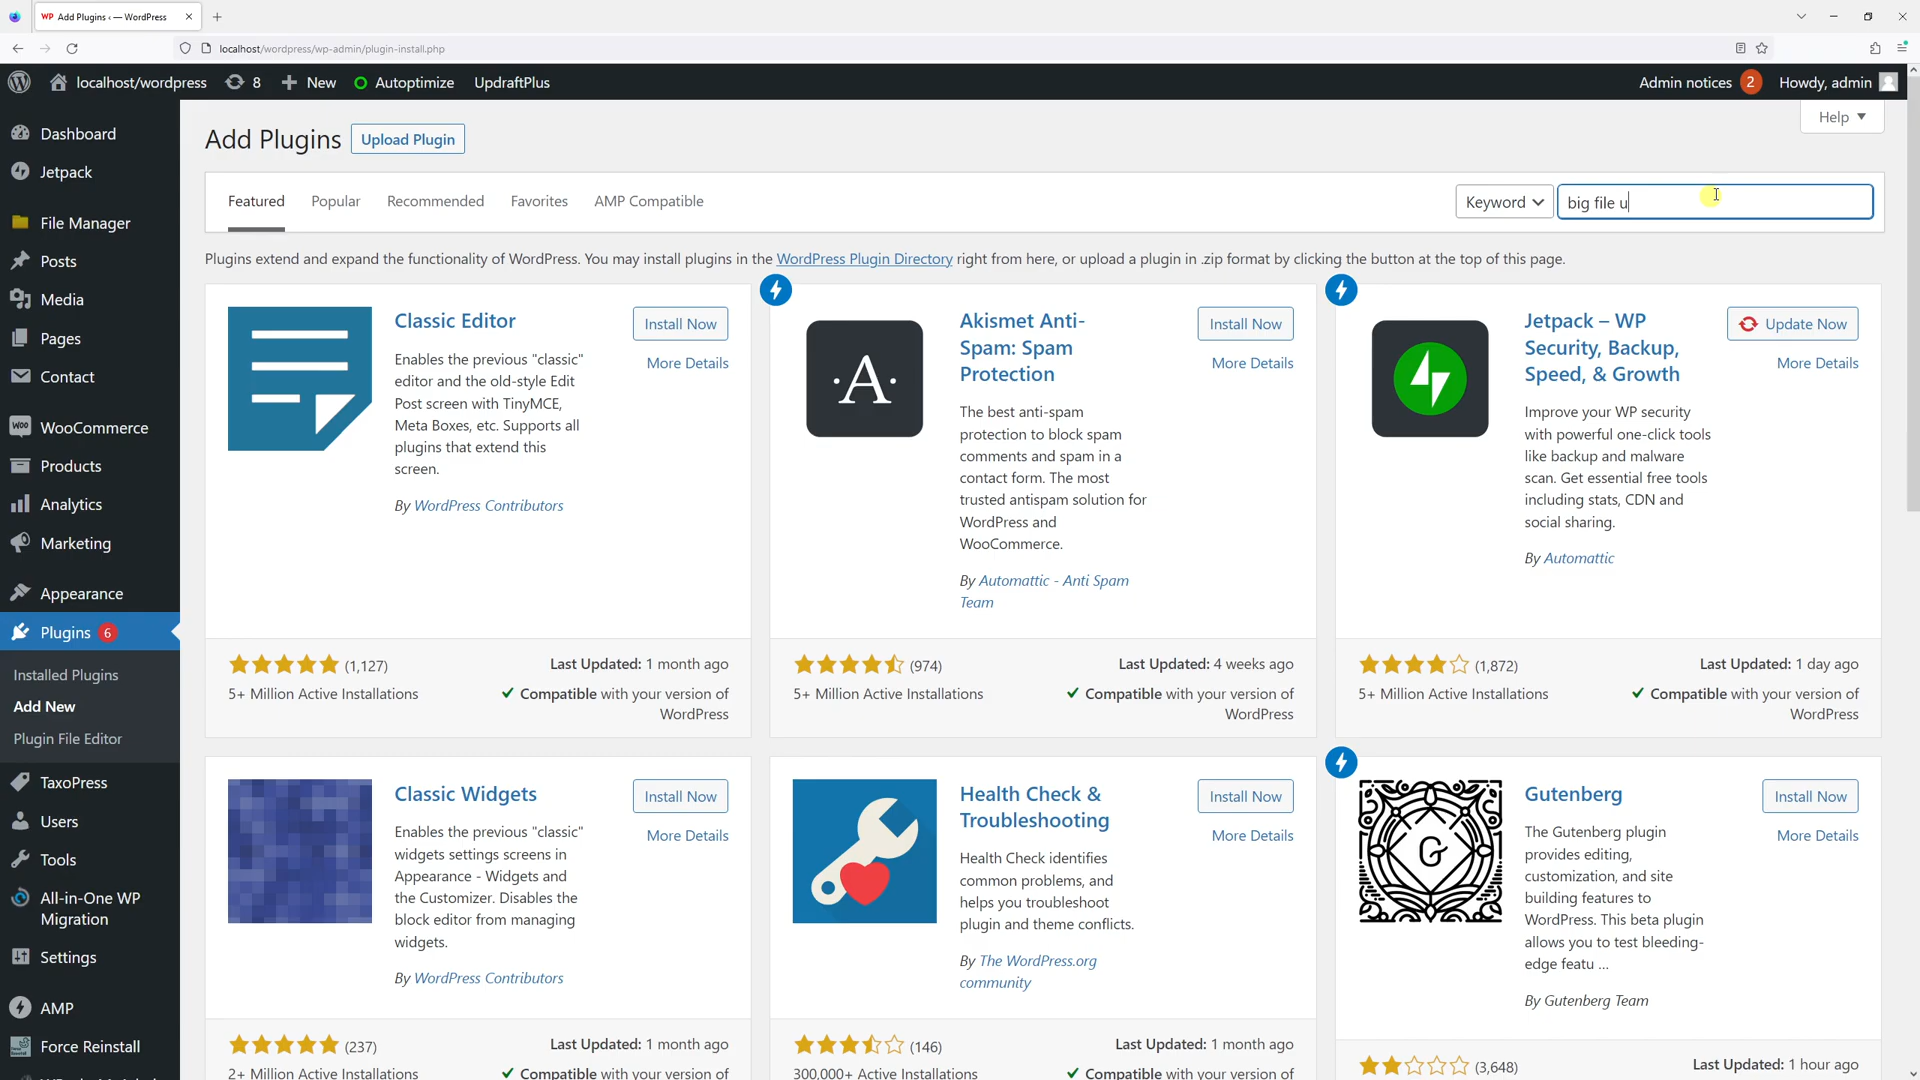 WP Add Plugins ‹ — WordPress
localhost/wordpress/wp-admin/plugin-install.php
localhost/wordpress
8
New
Autoptimize
UpdraftPlus
Admin notices 2
Howdy, admin
Help
Dashboard
Jetpack
File Manager
Posts
Media
Pages
Contact
WooCommerce
Products
Analytics
Marketing
Appearance
Plugins 6
Installed Plugins
Add New
Plugin File Editor
TaxoPress
Users
Tools
All-in-One WP
Migration
Settings
AMP
Force Reinstall
Add Plugins
Upload Plugin
Featured
Popular
Recommended
Favorites
AMP Compatible
Keyword
big file u
Plugins extend and expand the functionality of WordPress. You may install plugins in the WordPress Plugin Directory right from here, or upload a plugin in .zip format by clicking the button at the top of this page.
Classic Editor
Install Now
More Details
Enables the previous "classic"
editor and the old-style Edit
Post screen with TinyMCE,
Meta Boxes, etc. Supports all
plugins that extend this
screen.
By WordPress Contributors
(1,127)
5+ Million Active Installations
Last Updated: 1 month ago
Compatible with your version of
WordPress
Akismet Anti-
Spam: Spam
Protection
Install Now
More Details
The best anti-spam
protection to block spam
comments and spam in a
contact form. The most
trusted antispam solution for
WordPress and
WooCommerce.
By Automattic - Anti Spam
Team
(974)
5+ Million Active Installations
Last Updated: 4 weeks ago
Compatible with your version of
WordPress
Jetpack – WP
Security, Backup,
Speed, & Growth
Update Now
More Details
Improve your WP security
with powerful one-click tools
like backup and malware
scan. Get essential free tools
including stats, CDN and
social sharing.
By Automattic
(1,872)
5+ Million Active Installations
Last Updated: 1 day ago
Compatible with your version of
WordPress
Classic Widgets
Install Now
More Details
Enables the previous "classic"
widgets settings screens in
Appearance - Widgets and
the Customizer. Disables the
block editor from managing
widgets.
By WordPress Contributors
(237)
2+ Million Active Installations
Last Updated: 1 month ago
Compatible with your version of
Health Check &
Troubleshooting
Install Now
More Details
Health Check identifies
common problems, and
helps you troubleshoot
plugin and theme conflicts.
By The WordPress.org
community
(146)
300,000+ Active Installations
Last Updated: 1 month ago
Compatible with your version of
Gutenberg
Install Now
More Details
The Gutenberg plugin
provides editing,
customization, and site
building features to
WordPress. This beta plugin
allows you to test bleeding-
edge featu ...
By Gutenberg Team
(3,648)
Last Updated: 1 hour ago